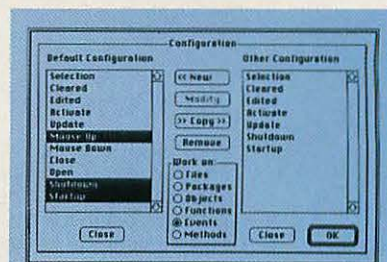 Configuration
Default Configuration
Selection
Cleared
Edited
Activate
Update
Mouse Up
Mouse Down
Close
Open
Shutdown
Startup
Close
<< New
Modify
>> Copy >>
Remove
Work on:
Files
Packages
Objects
Functions
Events
Methods
Other Configuration
Selection
Cleared
Edited
Activate
Update
Shutdown
Startup
Close
OK